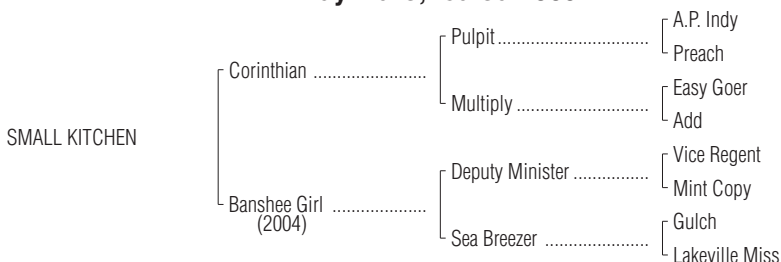 A.P. Indy
Pulpit
Preach
Corinthian
Easy Goer
Multiply
Add
SMALL KITCHEN
Vice Regent
Deputy Minister
Mint Copy
Banshee Girl
(2004)
Gulch
Sea Breezer
Lakeville Miss